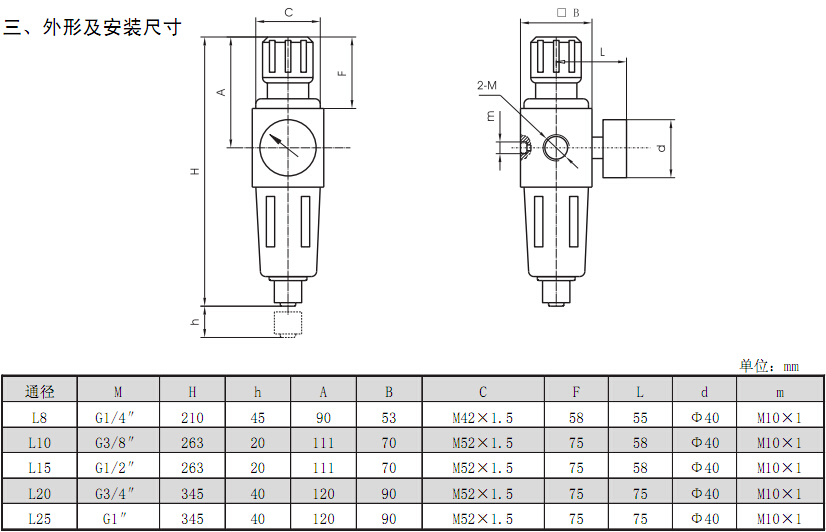 三、外形及安装尺寸
C
A
F
H
h
□ B
L
2-M
m
d
单位: mm
通径 M H h A B C F L d m
L8 G1/4″ 210 45 90 53 M42×1.5 58 55 Φ40 M10×1
L10 G3/8″ 263 20 111 70 M52×1.5 75 58 Φ40 M10×1
L15 G1/2″ 263 20 111 70 M52×1.5 75 58 Φ40 M10×1
L20 G3/4″ 345 40 120 90 M52×1.5 75 75 Φ40 M10×1
L25 G1″ 345 40 120 90 M52×1.5 75 75 Φ40 M10×1